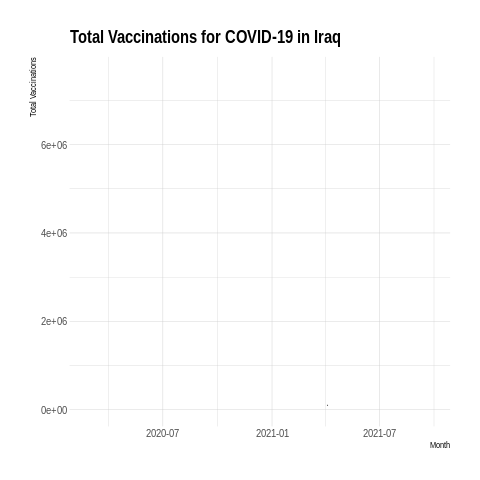 Total Vaccinations for COVID-19 in Iraq
Total Vaccinations
6e+06
4e+06
2e+06
0e+00
2020-07
2021-01
2021-07
Month